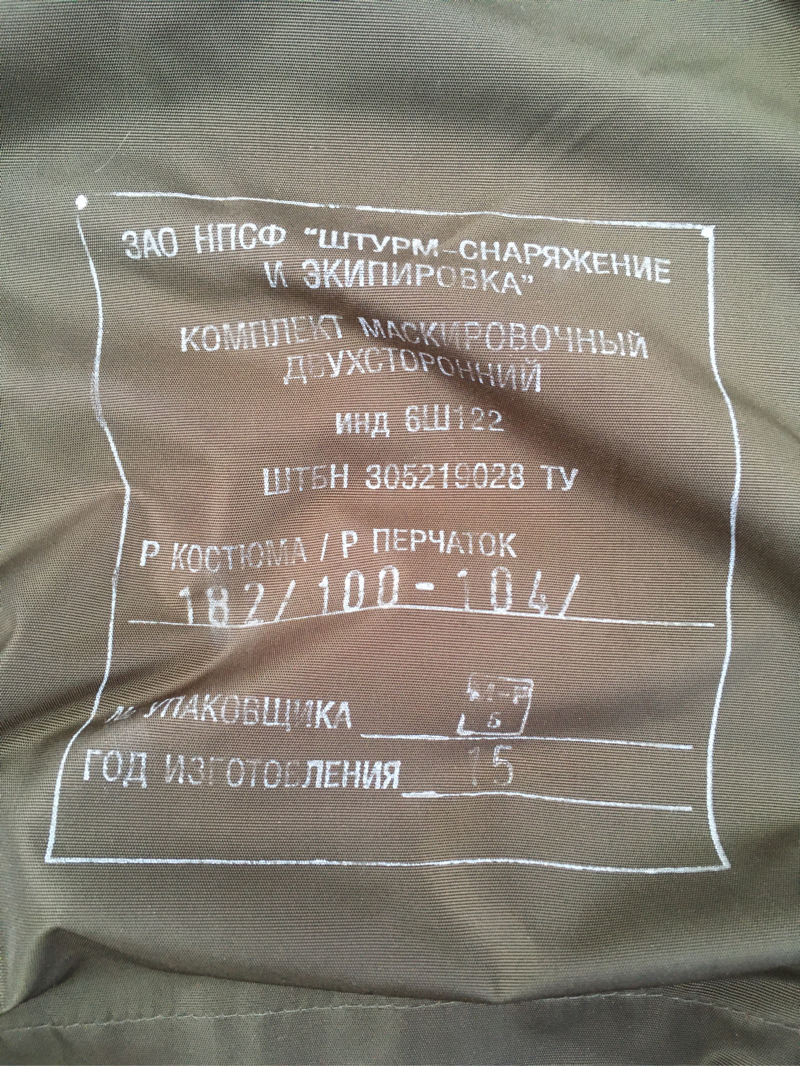 ЗАО НПСФ "ШТУРМ-СНАРЯЖЕНИЕ
И ЭКИПИРОВКА"
КОМПЛЕКТ МАСКИРОВОЧНЫЙ
ДВУХСТОРОННИЙ
ИНД 6Ш122
ШТБН 305219028 ТУ
Р КОСТЮМА / Р ПЕРЧАТОК
182/100-104/
№ УПАКОВЩИКА
ГОД ИЗГОТОВЛЕНИЯ 15